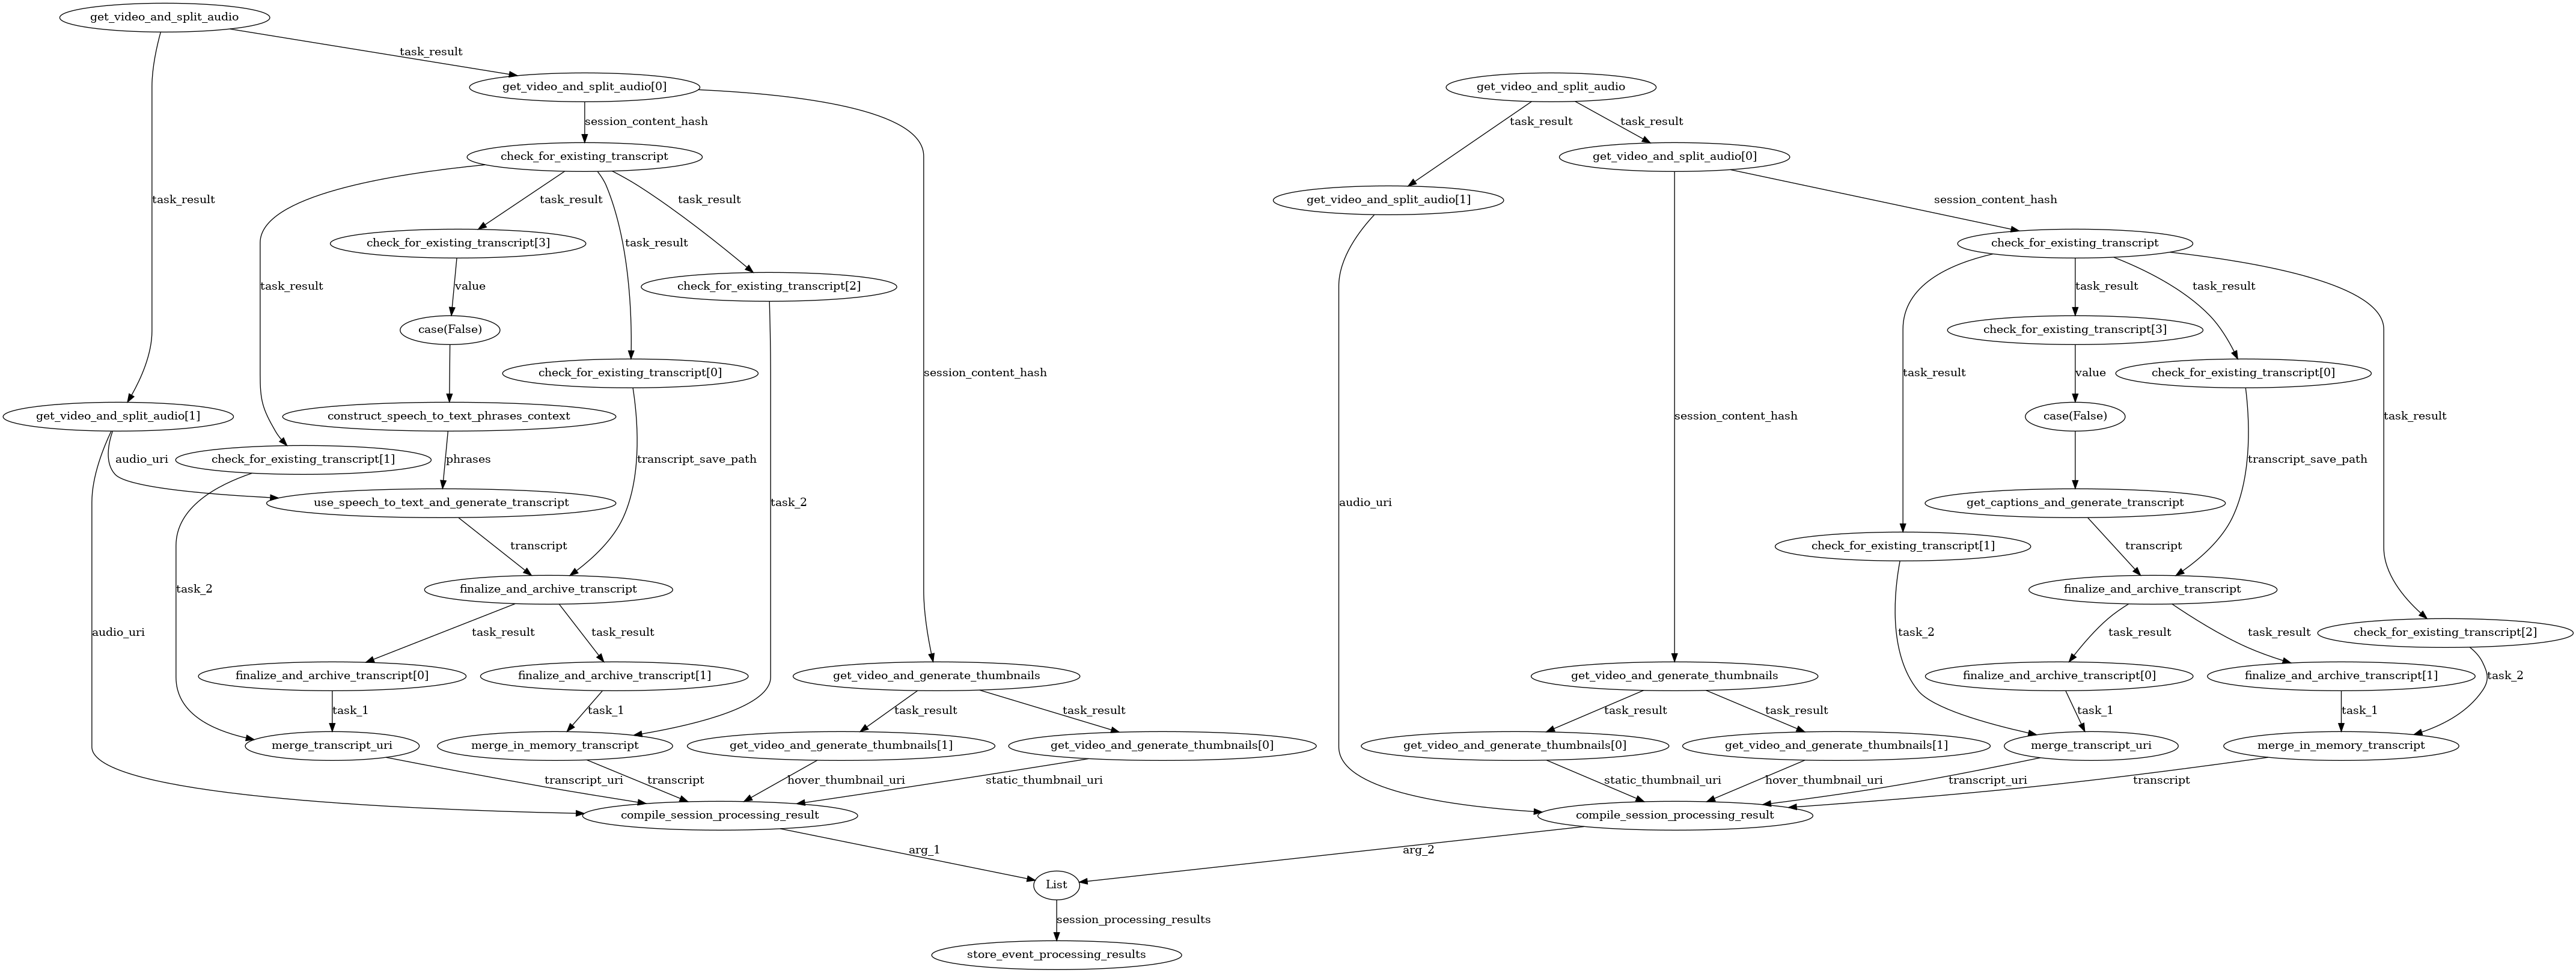 get_video_and_split_audio
task_result
get_video_and_split_audio[0]
get_video_and_split_audio
session_content_hash
task_result
task_result
check_for_existing_transcript
get_video_and_split_audio[0]
task_result
task_result
task_result
get_video_and_split_audio[1]
session_content_hash
check_for_existing_transcript[3]
task_result
check_for_existing_transcript
task_result
value
check_for_existing_transcript[2]
audio_uri
task_result
task_result
case(False)
check_for_existing_transcript[3]
check_for_existing_transcript[0]
session_content_hash
task_result
value
check_for_existing_transcript[0]
get_video_and_split_audio[1]
construct_speech_to_text_phrases_context
session_content_hash
case(False)
task_result
audio_uri
check_for_existing_transcript[1]
phrases
transcript_save_path
transcript_save_path
use_speech_to_text_and_generate_transcript
task_2
get_captions_and_generate_transcript
transcript
check_for_existing_transcript[1]
transcript
task_2
finalize_and_archive_transcript
finalize_and_archive_transcript
audio_uri
task_result
task_result
task_2
task_result
task_result
check_for_existing_transcript[2]
finalize_and_archive_transcript[0]
finalize_and_archive_transcript[1]
get_video_and_generate_thumbnails
get_video_and_generate_thumbnails
finalize_and_archive_transcript[0]
finalize_and_archive_transcript[1]
task_2
task_1
task_1
task_result
task_result
task_result
task_result
task_1
task_1
merge_transcript_uri
merge_in_memory_transcript
get_video_and_generate_thumbnails[1]
get_video_and_generate_thumbnails[0]
get_video_and_generate_thumbnails[0]
get_video_and_generate_thumbnails[1]
merge_transcript_uri
merge_in_memory_transcript
transcript_uri
transcript
hover_thumbnail_uri
static_thumbnail_uri
static_thumbnail_uri
hover_thumbnail_uri
transcript_uri
transcript
compile_session_processing_result
compile_session_processing_result
arg_1
arg_2
List
session_processing_results
store_event_processing_results